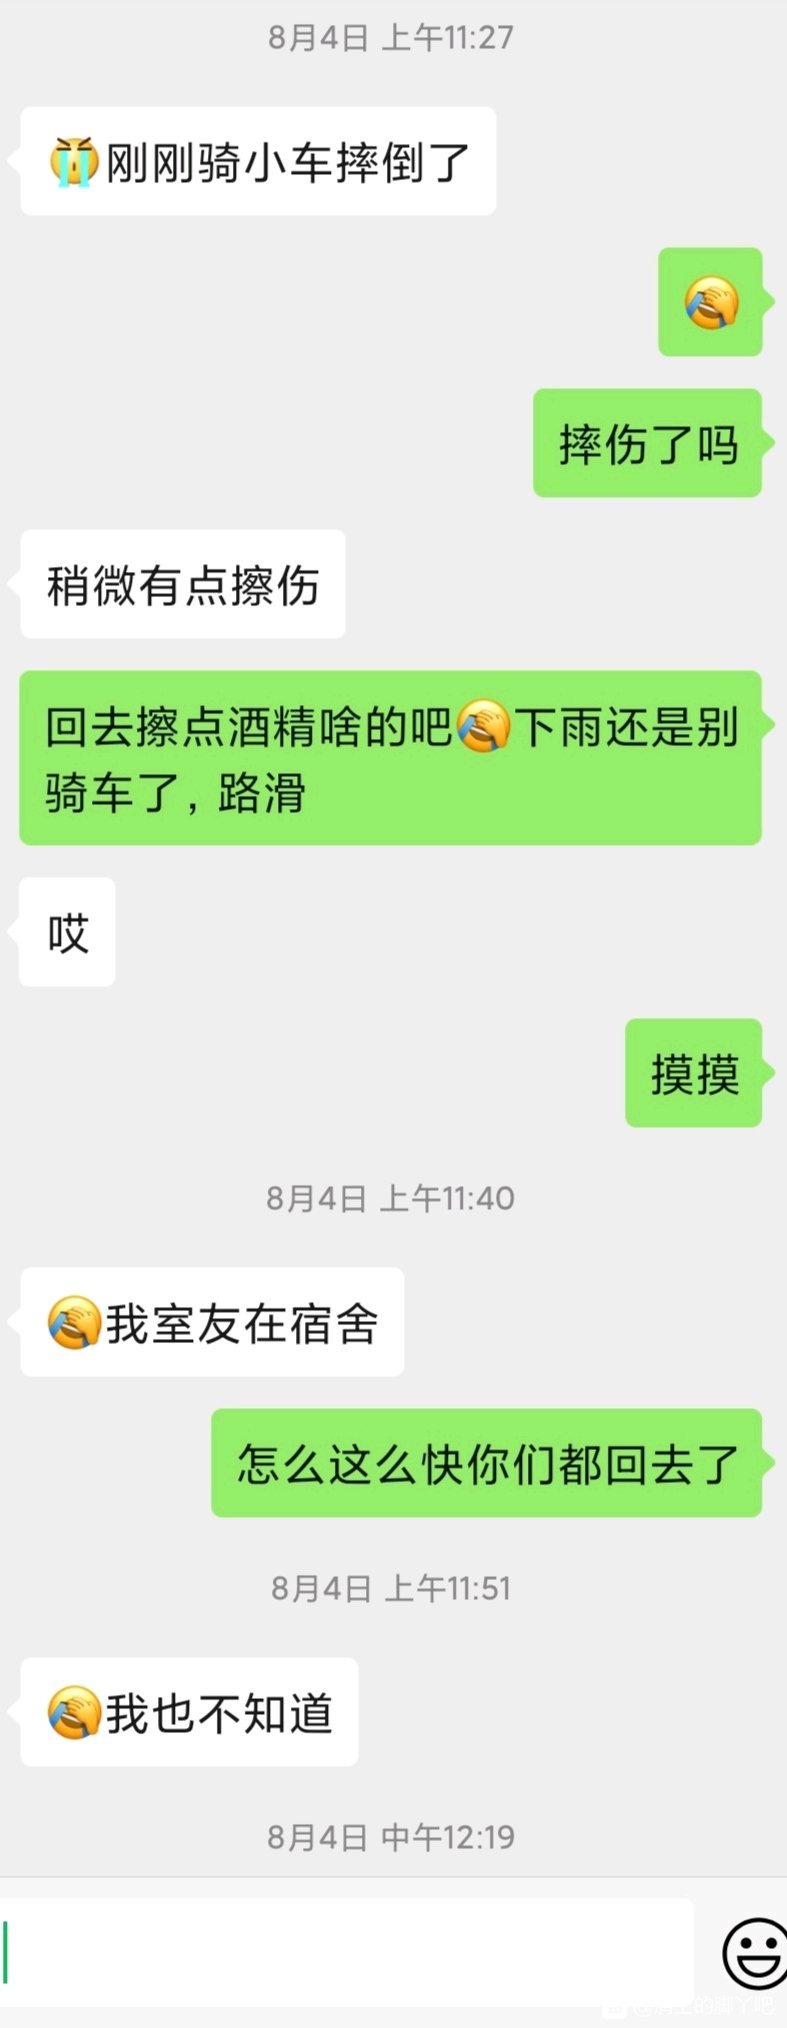 8月4日 上午11:27
😭刚刚骑小车摔倒了
🤦
摔伤了吗
稍微有点擦伤
回去擦点酒精啥的吧🤦下雨还是别
骑车了，路滑
哎
摸摸
8月4日 上午11:40
🤦我室友在宿舍
怎么这么快你们都回去了
8月4日 上午11:51
🤦我也不知道
8月4日 中午12:19